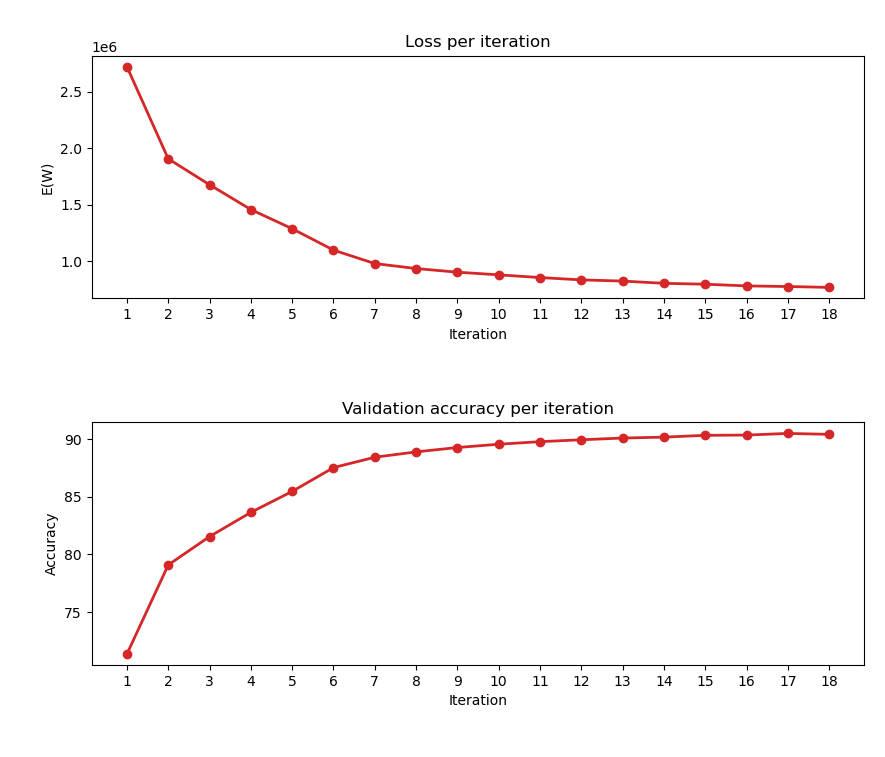 Loss per iteration
1e6
2.5
2.0
1.5
1.0
E(W)
1 2 3 4 5 6 7 8 9 10 11 12 13 14 15 16 17 18
Iteration
Validation accuracy per iteration
90
85
80
75
Accuracy
1 2 3 4 5 6 7 8 9 10 11 12 13 14 15 16 17 18
Iteration